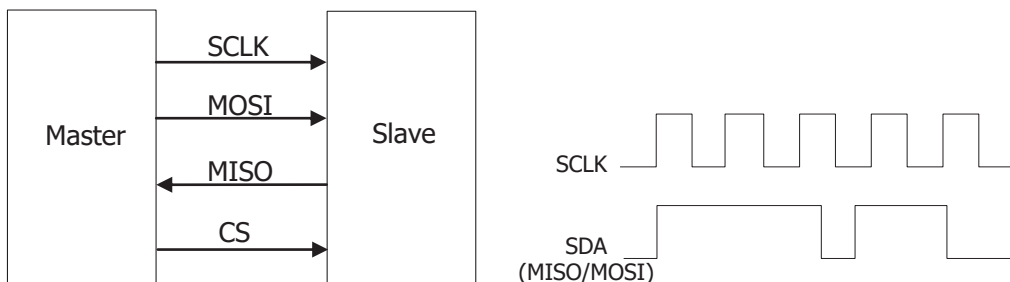 SCLK
MOSI
Master
Slave
MISO
CS
SCLK
SDA
(MISO/MOSI)